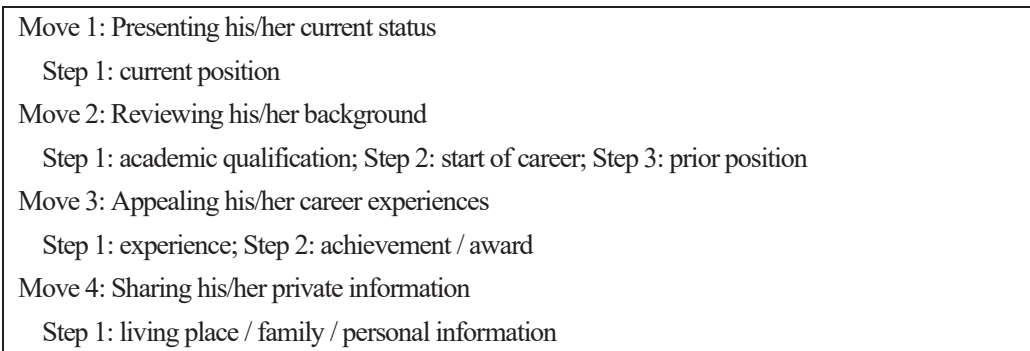 Move 1: Presenting his/her current status
Step 1: current position
Move 2: Reviewing his/her background
Step 1: academic qualification; Step 2: start of career; Step 3: prior position
Move 3: Appealing his/her career experiences
Step 1: experience; Step 2: achievement / award
Move 4: Sharing his/her private information
Step 1: living place / family / personal information